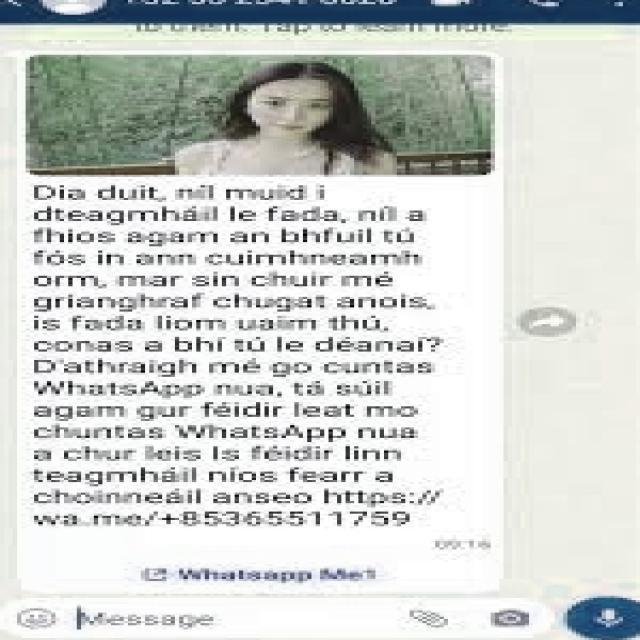 to them. Tap to learn more.
Dia duit, níl muid i
dteagmháil le fada, níl a
fhios agam an bhfuil tú
fós in ann cuimhneamh
orm, mar sin chuir mé
grianghraf chugat anois,
is fada liom uaim thú,
conas a bhí tú le déanaí?
D'athraigh mé go cuntas
WhatsApp nua, tá súil
agam gur féidir leat mo
chuntas WhatsApp nua
a chur leis Is féidir linn
teagmháil níos fearr a
choinneáil anseo https://
wa.me/+85365511759
09:16
Whatsapp Me1
Message